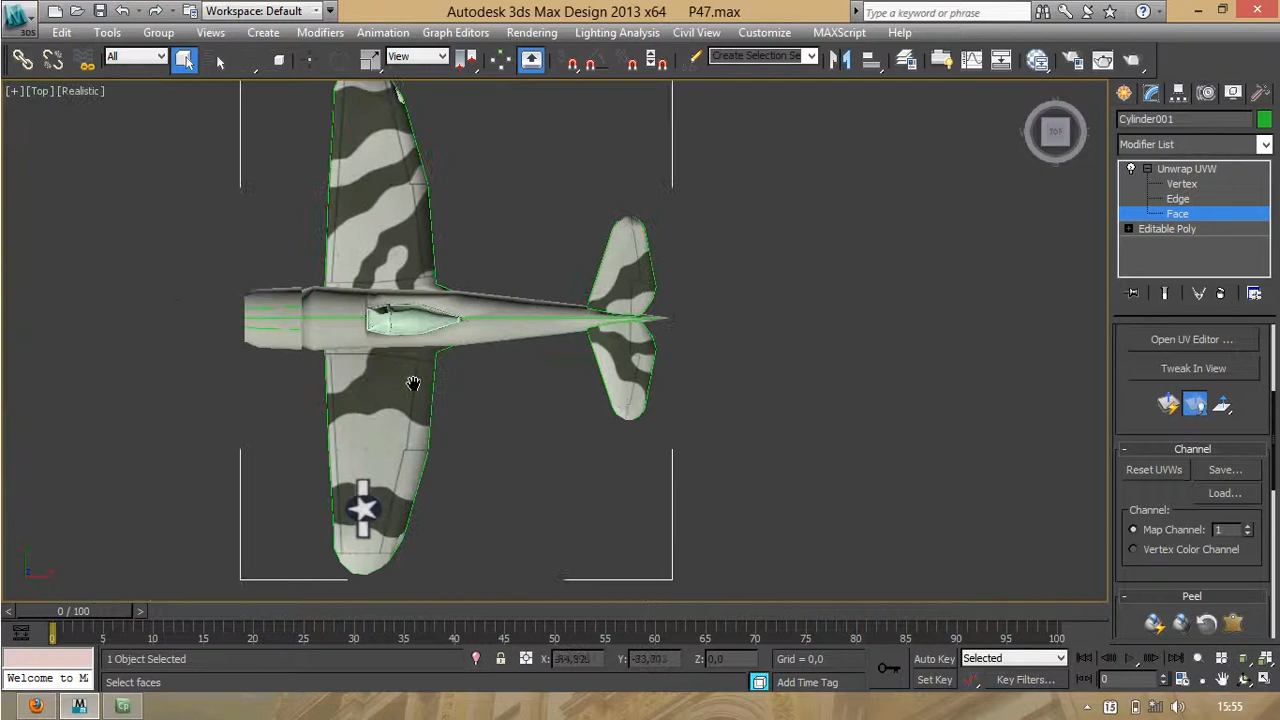 Workspace: Default
Autodesk 3ds Max Design 2013 x64 P47.max
Type a keyword or phrase
3DS
Edit Tools Group Views Create Modifiers Animation Graph Editors Rendering Lighting Analysis Civil View Customize MAXScript Help
All View Create Selection Se
[+] [Top] [Realistic]
TOP
Cylinder001
Modifier List
Unwrap UVW
Vertex
Edge
Face
Editable Poly
Open UV Editor ...
Tweak In View
Channel
Reset UVWs Save...
Load...
Channel:
Map Channel: 1
Vertex Color Channel
Peel
0 / 100
0 5 10 15 20 25 30 35 40 45 50 55 60 65 70 75 80 85 90 95 100
1 Object Selected X: Y: Z: 0,0 Grid = 0,0 Auto Key Selected
Welcome to M Select faces Add Time Tag Set Key Key Filters... 0
15:55